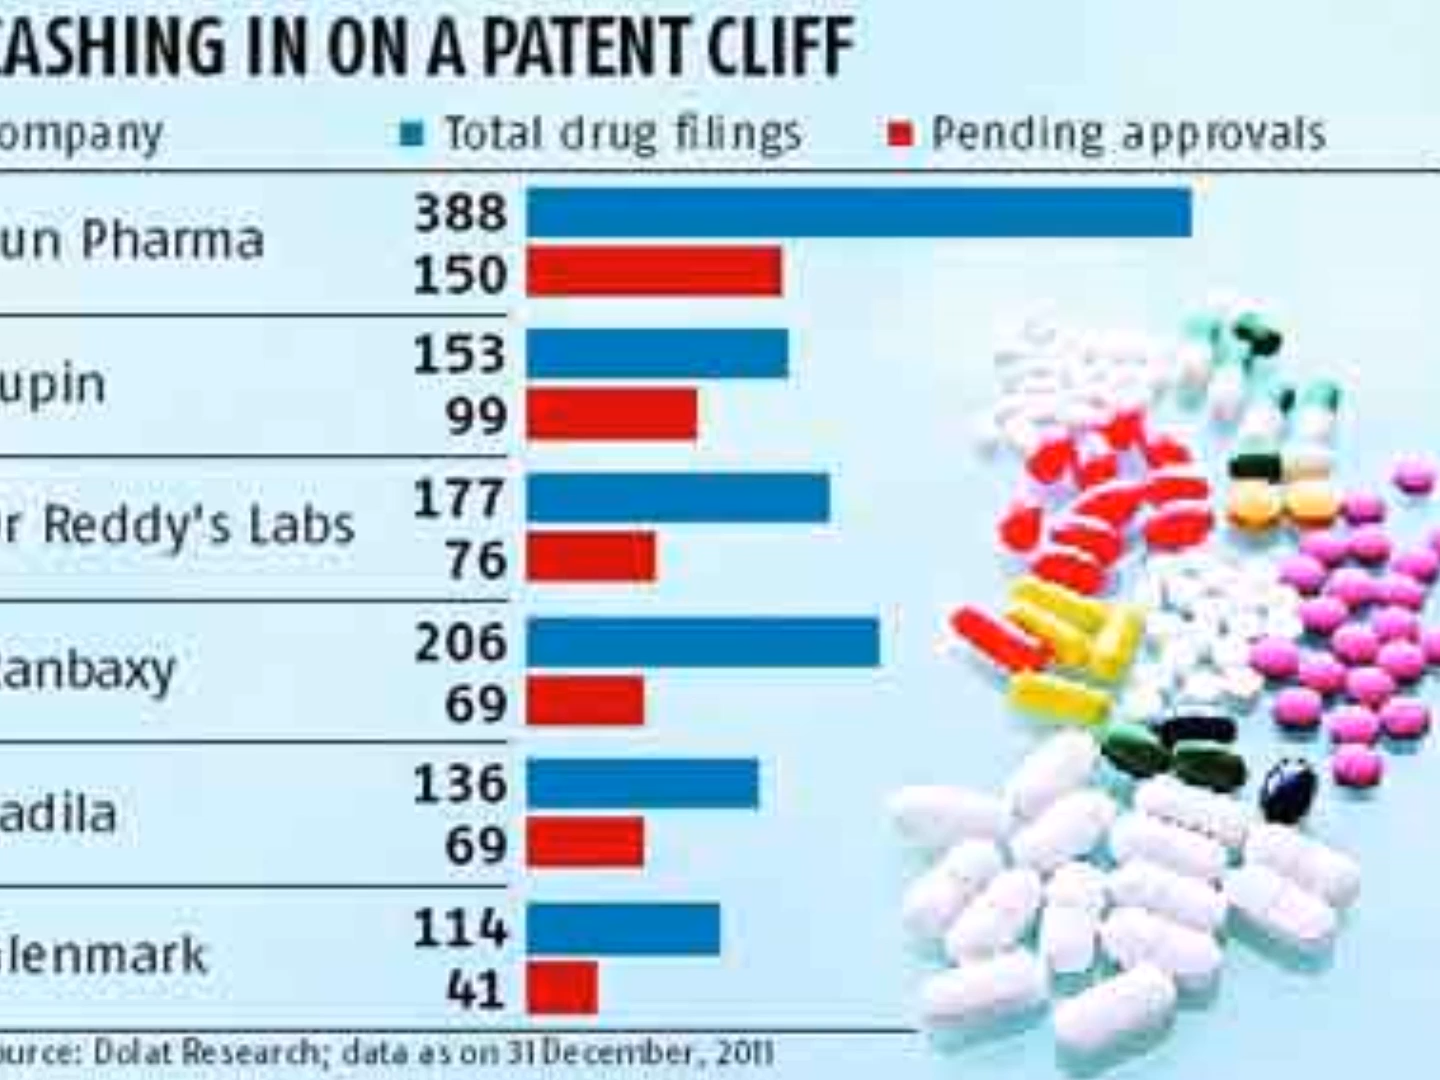 CASHING IN ON A PATENT CLIFF
ompany Total drug filings Pending approvals
un Pharma 388
150
upin 153
99
r Reddy's Labs 177
76
anbaxy 206
69
adila 136
69
lenmark 114
41
ource: Dolat Research; data as on 31 December, 2011